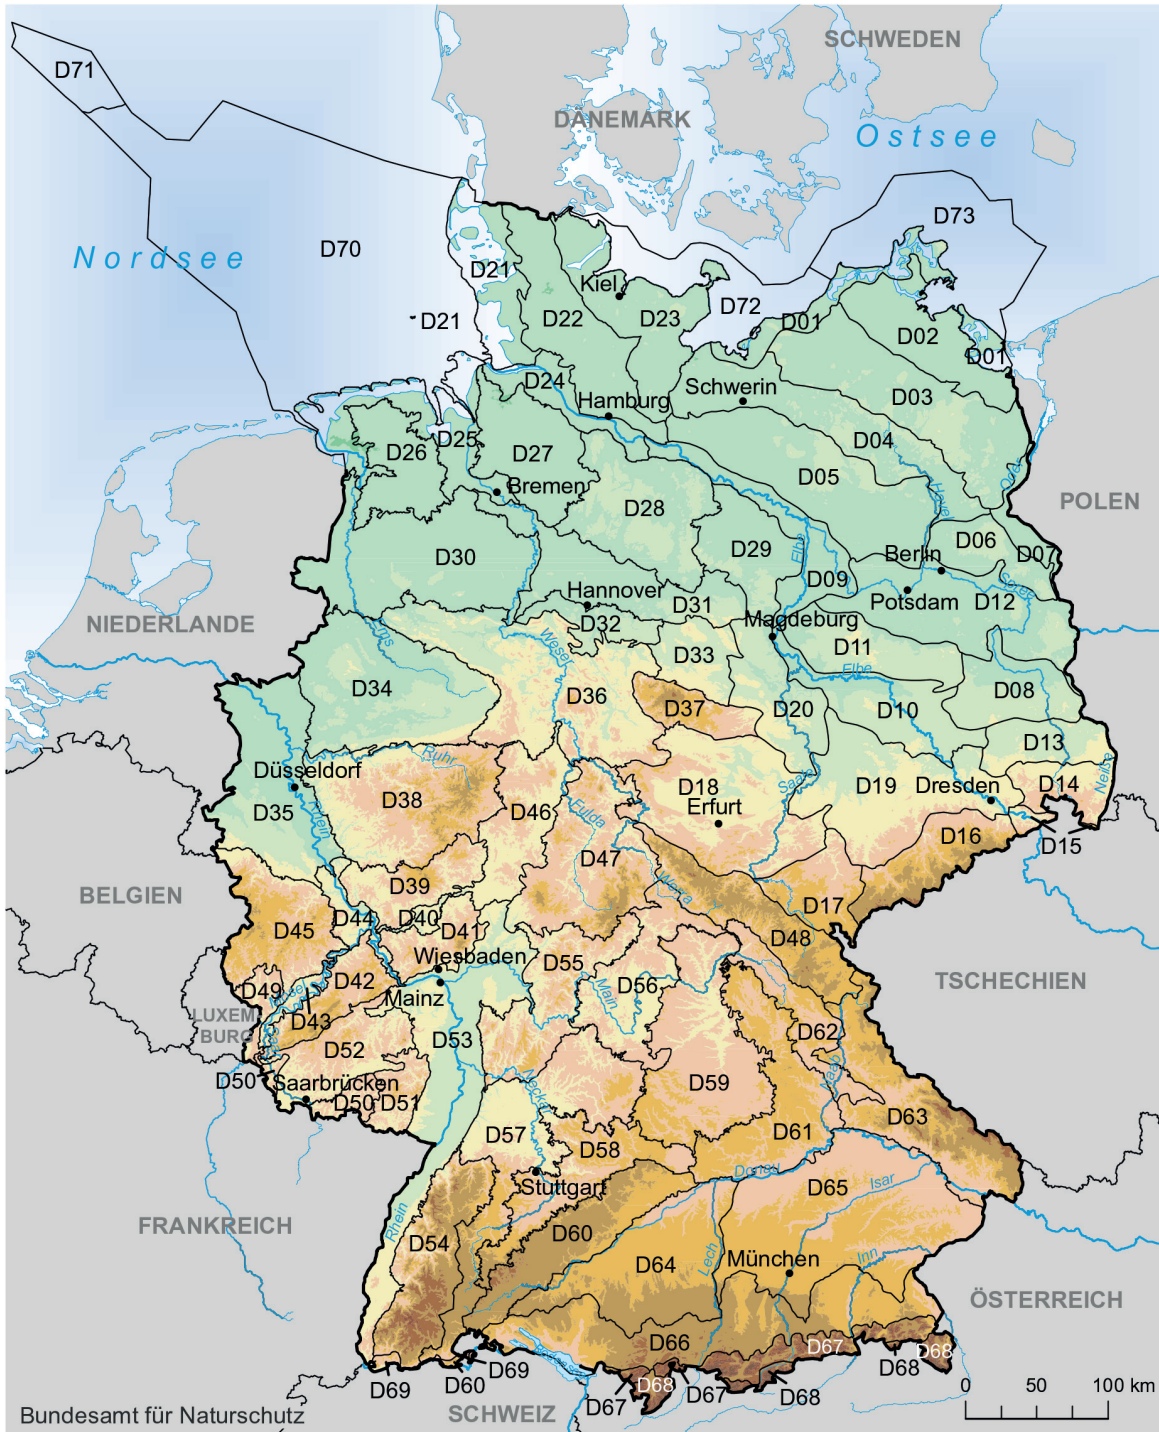 SCHWEDEN
D71
DÄNEMARK
Ostsee
D73
Nordsee
D70
D21
Kiel
D72
D21
D22
D23
D01
D02
D01
D24
Schwerin
D03
Hamburg
D04
D25
D26
D27
D05
Oder
Bremen
Havel
POLEN
D28
D29
Elbe
D06
D30
Berlin
D07
D09
Hannover
D31
Potsdam
D12
Spree
NIEDERLANDE
Ems
D32
Magdeburg
Weser
D33
D11
Elbe
D34
D36
D37
D20
D10
D08
D13
Ruhr
Düsseldorf
D38
D18
Saale
D19
Dresden
D14
Neiße
D35
Rhein
D46
Fulda
Erfurt
D16
D15
D47
BELGIEN
D39
Werra
D44
D40
D17
D45
D41
D48
Wiesbaden
D55
D42
D56
TSCHECHIEN
D49
Mosel
Mainz
Main
LUXEM-
BURG
D43
D62
D52
D53
Naab
D50
Saarbrücken
D50
D51
Neckar
D59
D63
D57
D61
D58
Donau
Stuttgart
D65
Isar
FRANKREICH
Rhein
D54
D60
Lech
München
Inn
D64
ÖSTERREICH
D66
D67
D68
D69
D60
D69
D67
D68
D67
D68
D68
0 50 100 km
Bundesamt für Naturschutz
SCHWEIZ